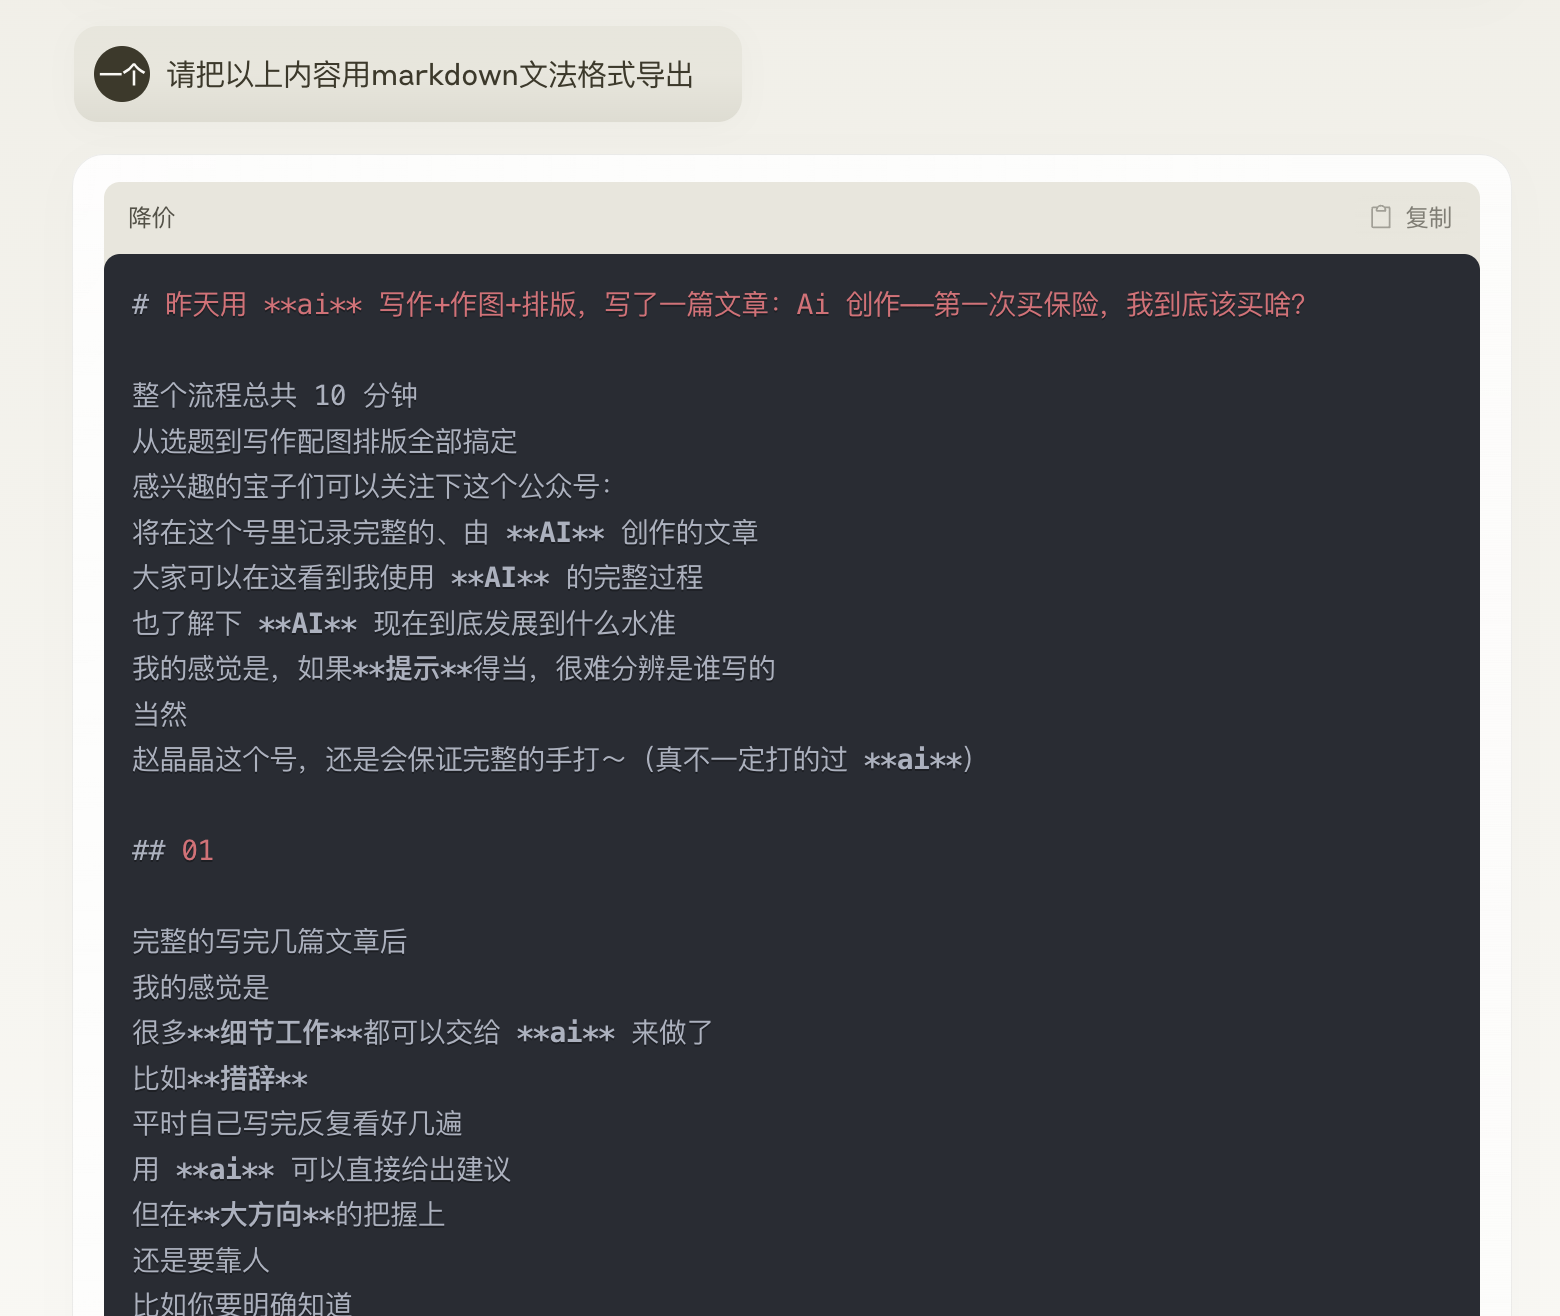 一个
请把以上内容用markdown文法格式导出
降价
复制
# 昨天用 **ai** 写作+作图+排版，写了一篇文章：Ai 创作——第一次买保险，我到底该买啥？
整个流程总共 10 分钟
从选题到写作配图排版全部搞定
感兴趣的宝子们可以关注下这个公众号：
将在这个号里记录完整的、由 **AI** 创作的文章
大家可以在这看到我使用 **AI** 的完整过程
也了解下 **AI** 现在到底发展到什么水准
我的感觉是，如果**提示**得当，很难分辨是谁写的
当然
赵晶晶这个号，还是会保证完整的手打～（真不一定打的过 **ai**）
## 01
完整的写完几篇文章后
我的感觉是
很多**细节工作**都可以交给 **ai** 来做了
比如**措辞**
平时自己写完反复看好几遍
用 **ai** 可以直接给出建议
但在**大方向**的把握上
还是要靠人
比如你要明确知道